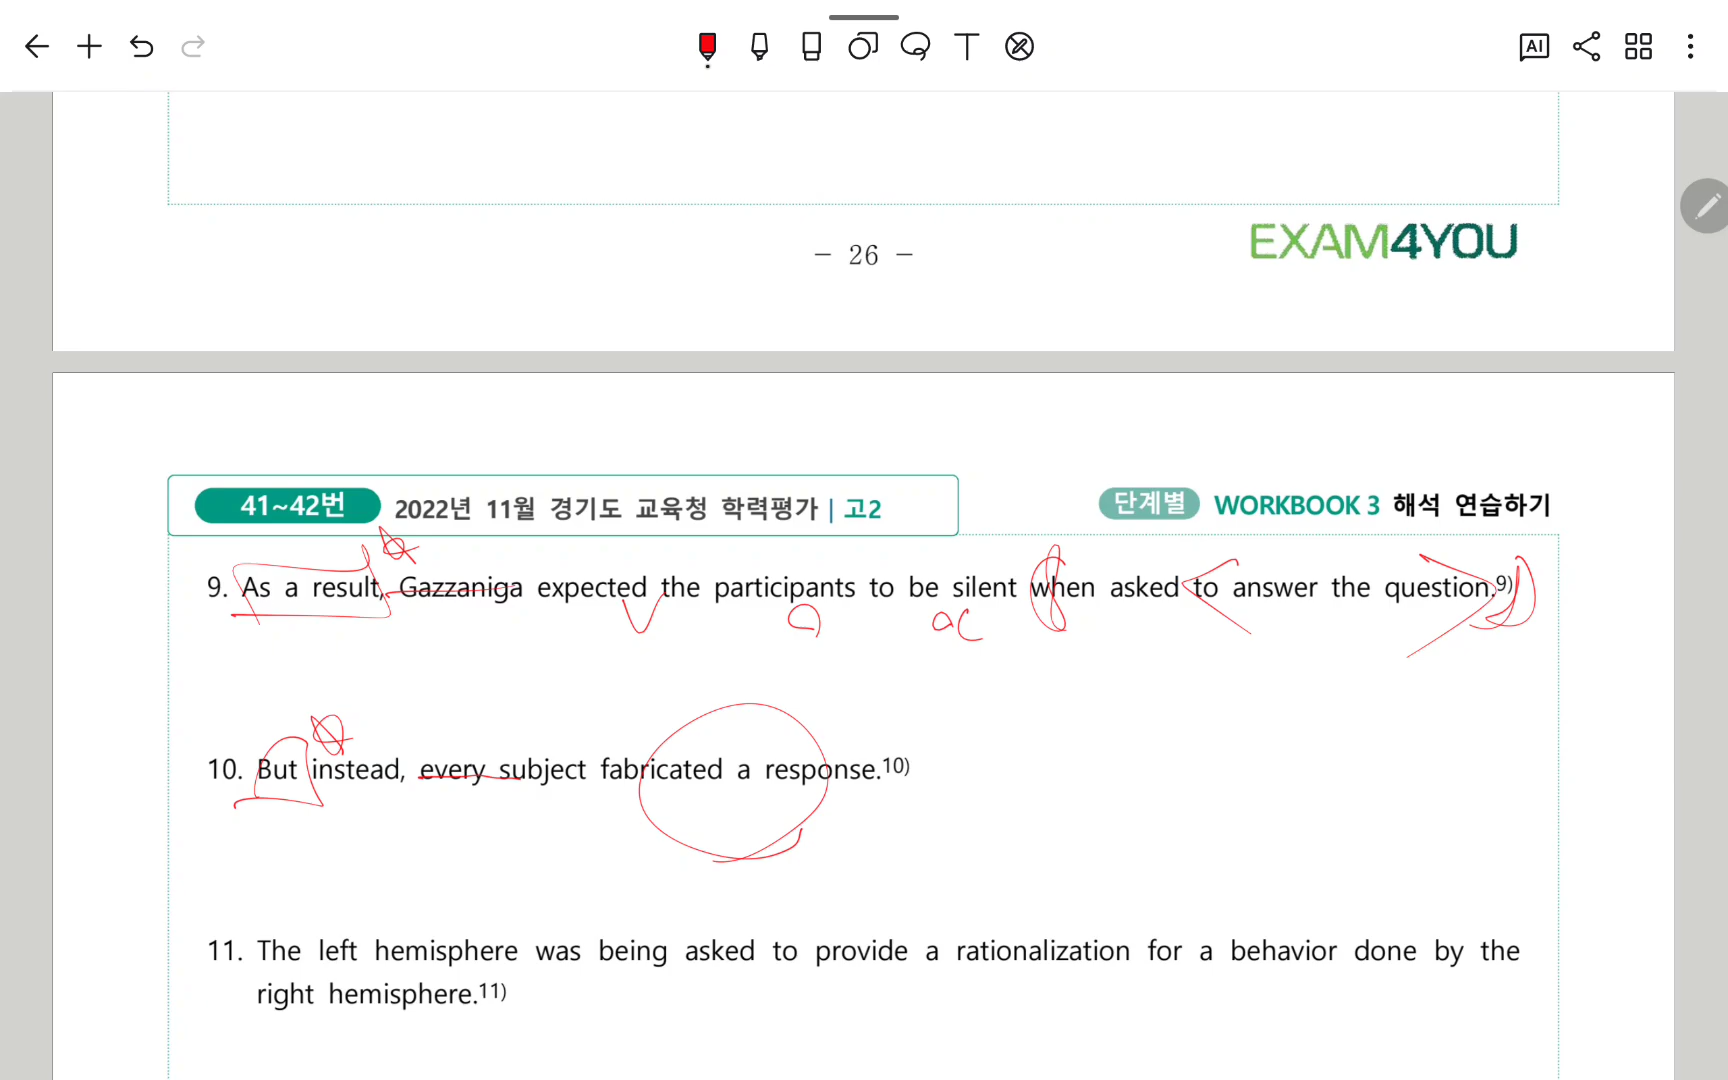 AI
- 26 -
EXAM4YOU
41~42번 2022년 11월 경기도 교육청 학력평가 | 고2
단계별 WORKBOOK 3 해석 연습하기
9. As a result, Gazzaniga expected the participants to be silent when asked to answer the question.9)
v o oc
10. But instead, every subject fabricated a response.10)
11. The left hemisphere was being asked to provide a rationalization for a behavior done by the
right hemisphere.11)